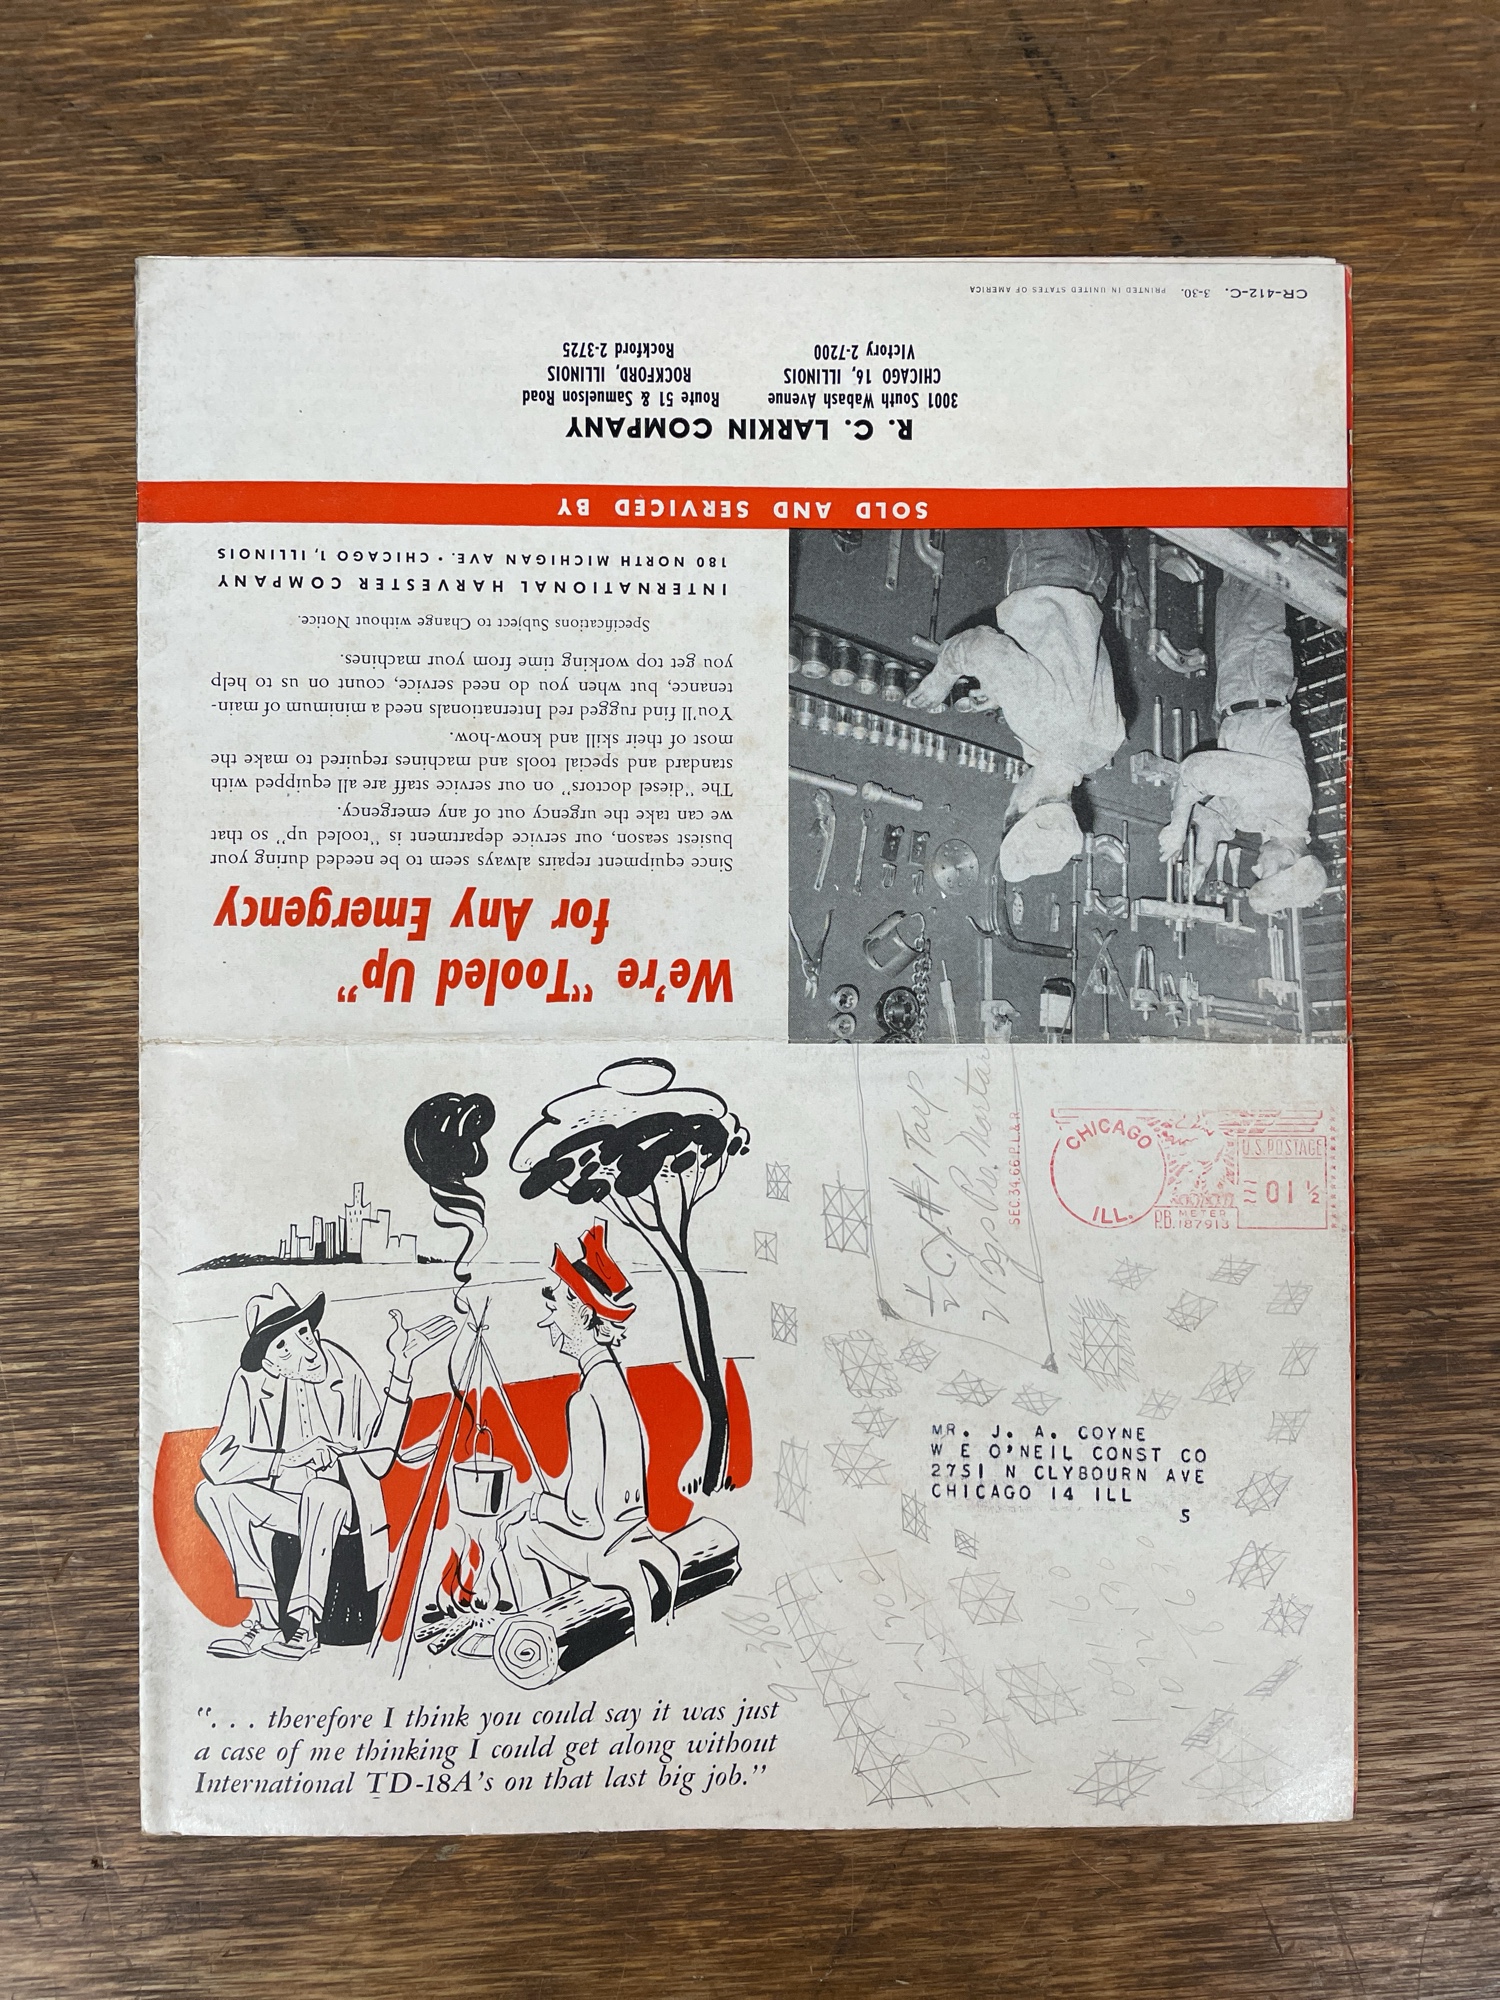 CR-412-C. 3-30. PRINTED IN UNITED STATES OF AMERICA
We're "Tooled Up"
for Any Emergency
Since equipment repairs always seem to be needed during your
busiest season, our service department is "tooled up" so that
we can take the urgency out of any emergency.
The "diesel doctors" on our service staff are all equipped with
standard and special tools and machines required to make the
most of their skill and know-how.
You'll find rugged red Internationals need a minimum of main-
tenance, but when you do need service, count on us to help
you get top working time from your machines.
Specifications Subject to Change without Notice.
INTERNATIONAL HARVESTER COMPANY
180 NORTH MICHIGAN AVE. • CHICAGO 1, ILLINOIS
SOLD AND SERVICED BY
R. C. LARKIN COMPANY
3001 South Wabash Avenue
CHICAGO 16, ILLINOIS
VIctory 2-7200
Route 51 & Samuelson Road
ROCKFORD, ILLINOIS
Rockford 2-3725
SEC.34.66 P.L.& R.
CHICAGO
ILL.
U.S. POSTAGE
01 1/2
P.B. METER
187913
MR. J. A. COYNE
W E O'NEIL CONST CO
2751 N CLYBOURN AVE
CHICAGO 14 ILL
S
". . . therefore I think you could say it was just
a case of me thinking I could get along without
International TD-18A's on that last big job."